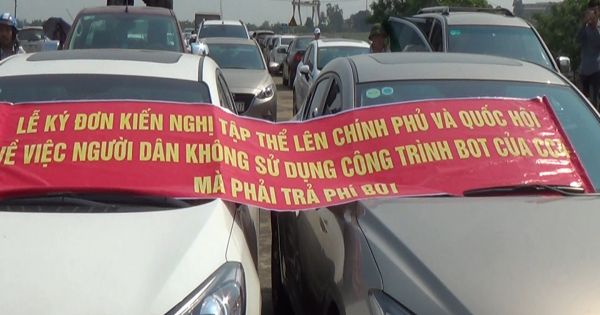 LỄ KÝ ĐƠN KIẾN NGHỊ TẬP THỂ LÊN CHÍNH PHỦ VÀ QUỐC HỘI
VỀ VIỆC NGƯỜI DÂN KHÔNG SỬ DỤNG CÔNG TRÌNH BOT CỦA
MÀ PHẢI TRẢ PHÍ BOT